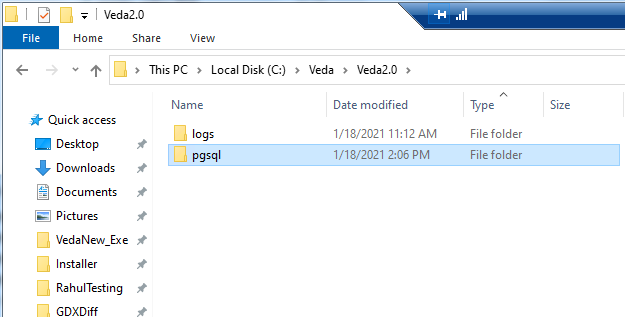 Veda2.0
File Home Share View
This PC > Local Disk (C:) > Veda > Veda2.0 >
Name Date modified Type Size
Quick access
logs 1/18/2021 11:12 AM File folder
Desktop
pgsql 1/18/2021 2:06 PM File folder
Downloads
Documents
Pictures
VedaNew_Exe
Installer
RahulTesting
GDXDiff